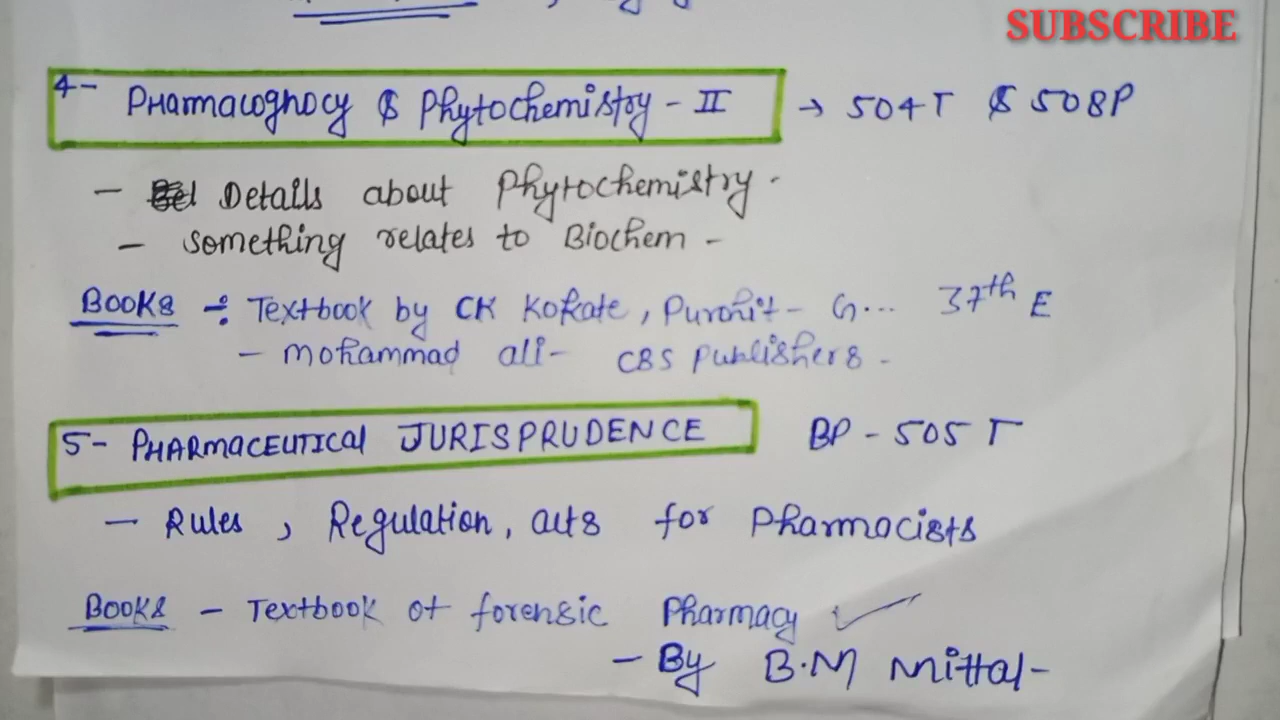 SUBSCRIBE
4- Pharmacognocy & Phytochemistry - II → 504T & 508P
- Details about Phytochemistry.
- something relates to Biochem -
BOOKS ÷ Textbook by CK Kokate, Purohit - G... 37th E
- Mohammad ali - CBS Publishers -
5- PHARMACEUTICAL JURISPRUDENCE BP - 505 T
- Rules, Regulation, acts for Pharmacists
BOOKS - Textbook of forensic Pharmacy ✓
- By B.M Mittal -